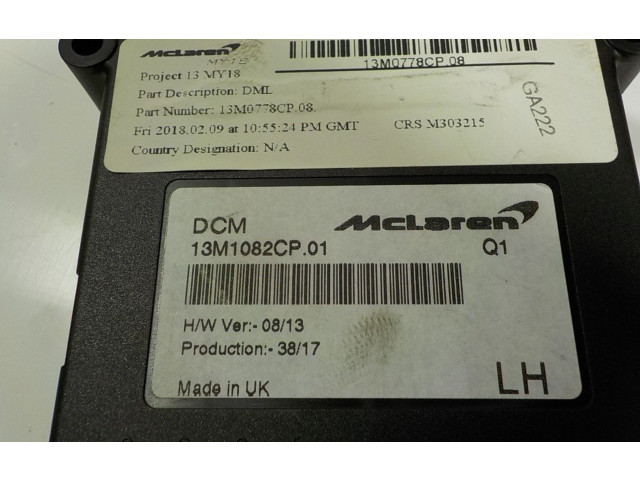 McLaren
MY18
13M0778CP.08
Project 13 MY18
Part Description: DML
Part Number: 13M0778CP.08
Fri 2018.02.09 at 10:55:24 PM GMT CRS M303215
Country Designation: N/A
GA222
DCM McLaren
13M1082CP.01 Q1
H/W Ver:- 08/13
Production:- 38/17
Made in UK LH